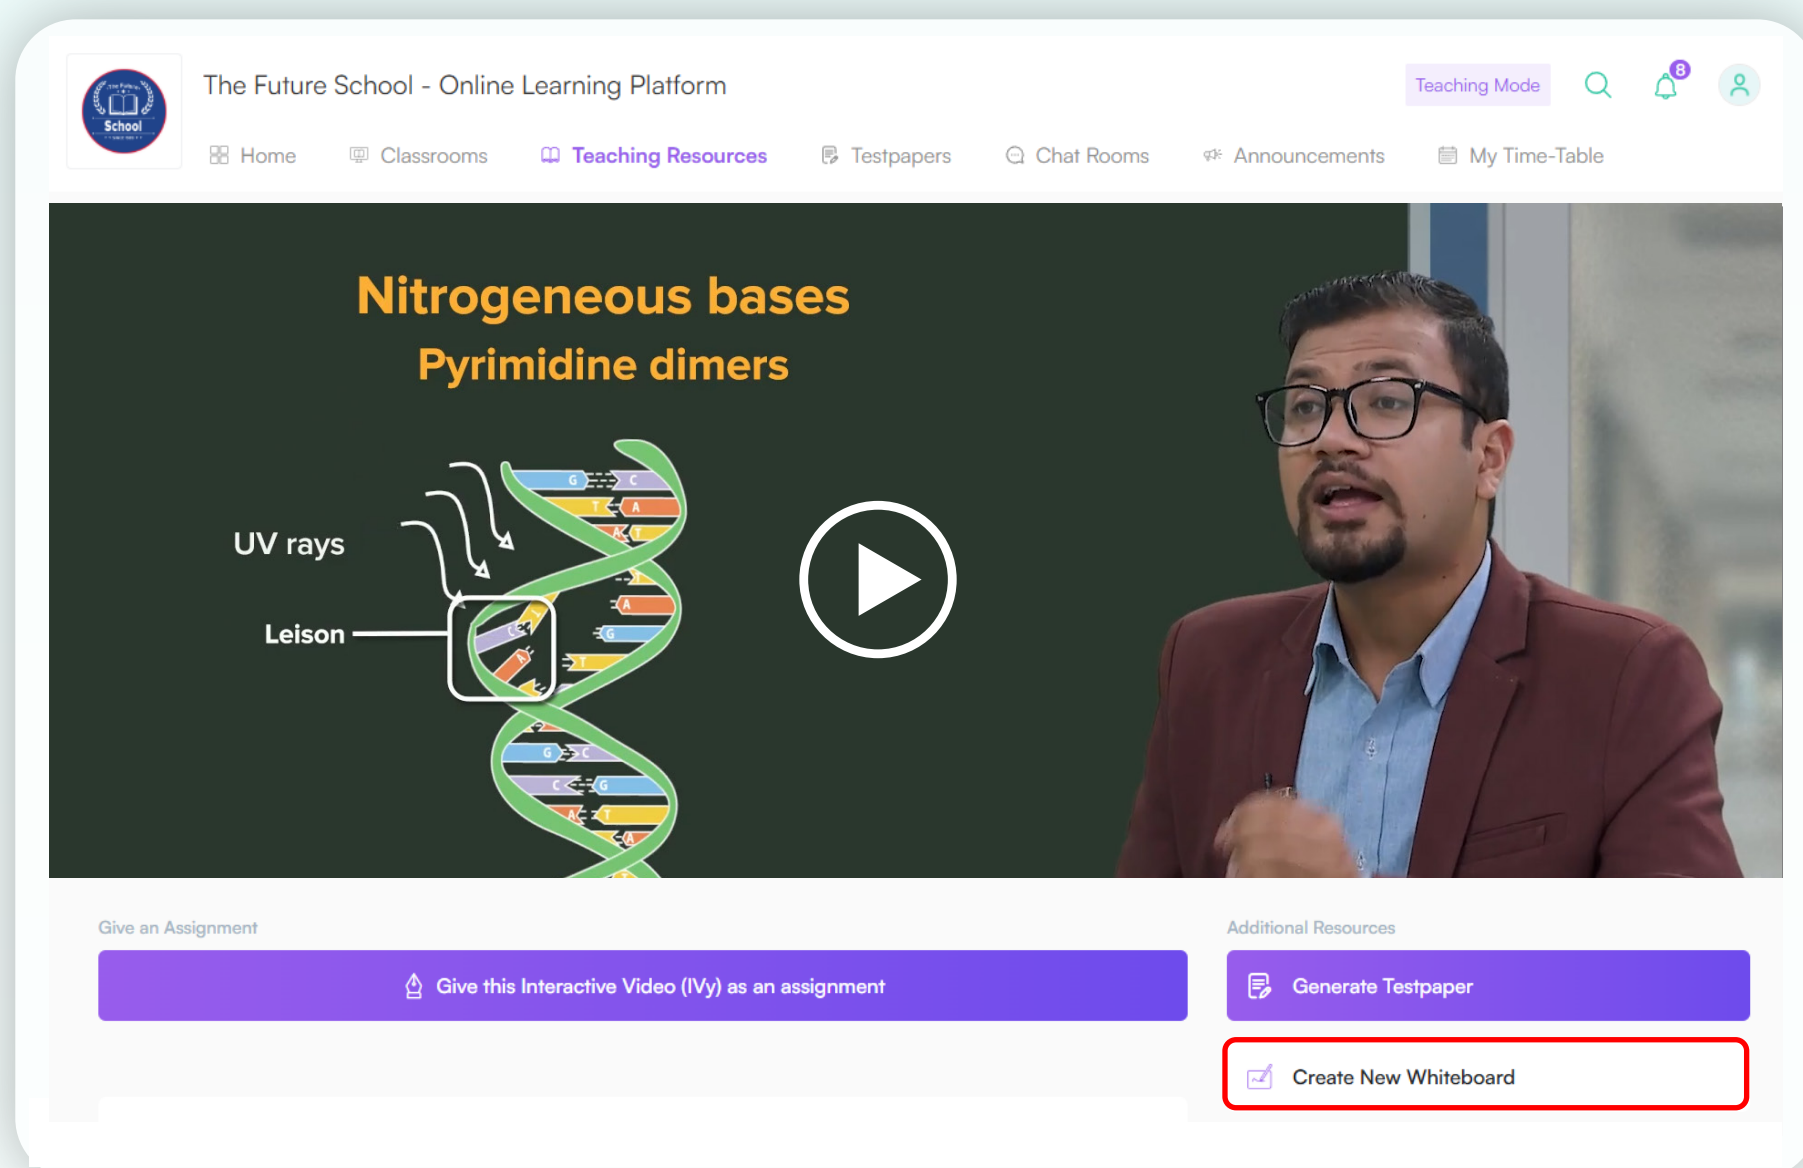 The Future
School
The Future School - Online Learning Platform
Teaching Mode
8
Home
Classrooms
Teaching Resources
Testpapers
Chat Rooms
Announcements
My Time-Table
Nitrogeneous bases
Pyrimidine dimers
G C
T A
A T
T
UV rays
A
C T
Leison
G
A
T
G C
C G
A T
A
T
Give an Assignment
Additional Resources
Give this Interactive Video (IVy) as an assignment
Generate Testpaper
Create New Whiteboard